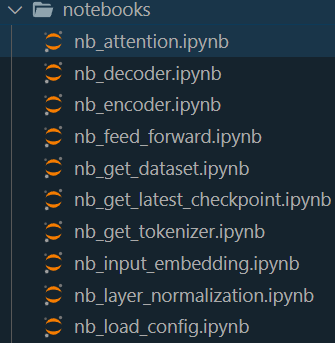 notebooks
nb_attention.ipynb
nb_decoder.ipynb
nb_encoder.ipynb
nb_feed_forward.ipynb
nb_get_dataset.ipynb
nb_get_latest_checkpoint.ipynb
nb_get_tokenizer.ipynb
nb_input_embedding.ipynb
nb_layer_normalization.ipynb
nb_load_config.ipynb